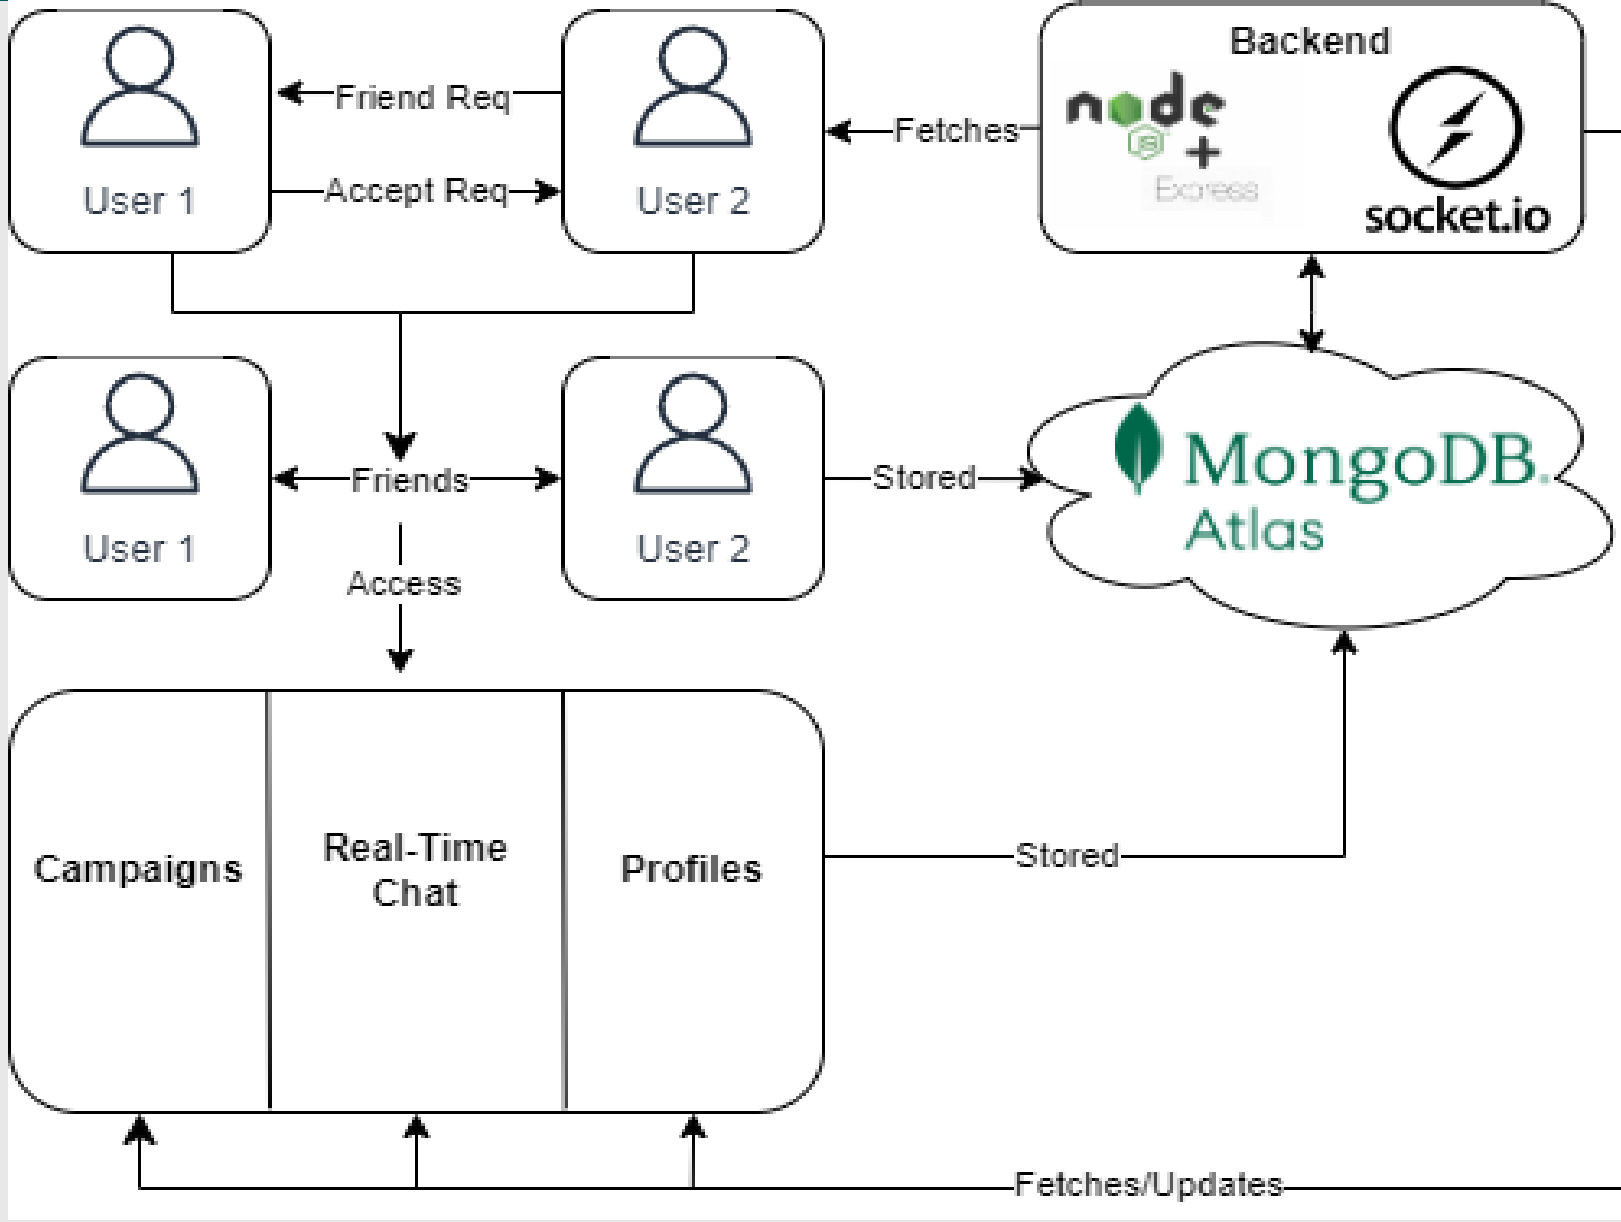 Backend
node
JS
+
Express
socket.io
Friend Req
Fetches
Accept Req
User 1
User 2
Friends
Stored
MongoDB.
Atlas
User 1
User 2
Access
Campaigns
Real-Time
Chat
Profiles
Stored
Fetches/Updates